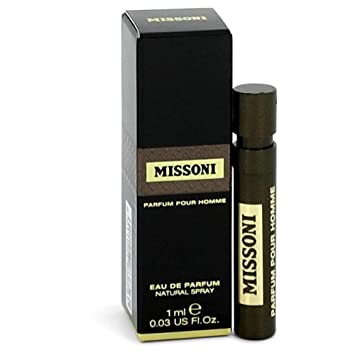 MISSONI
PARFUM POUR HOMME
EAU DE PARFUM
NATURAL SPRAY
1 ml ℮
0.03 US Fl.Oz.
MISSONI
PARFUM POUR HOMME